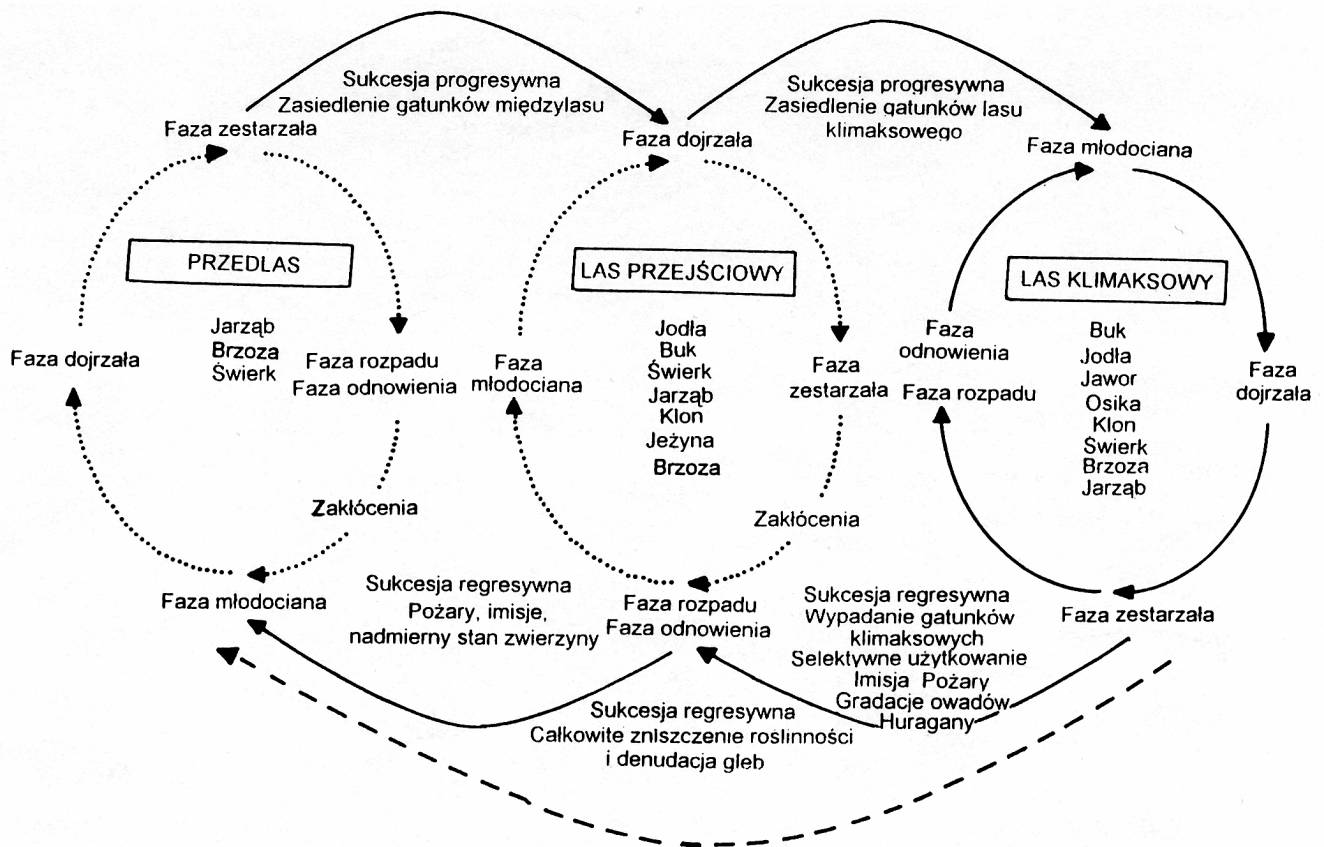 Sukcesja progresywna
Zasiedlenie gatunków międzylasu
Sukcesja progresywna
Zasiedlenie gatunków lasu
klimaksowego
Faza zestarzała
Faza dojrzała
Faza młodociana
PRZEDLAS
LAS PRZEJŚCIOWY
LAS KLIMAKSOWY
Faza dojrzała
Jarząb
Brzoza
Świerk
Faza rozpadu
Faza odnowienia
Faza
młodociana
Jodła
Buk
Świerk
Jarząb
Klon
Jeżyna
Brzoza
Faza
zestarzała
Faza
odnowienia
Faza rozpadu
Buk
Jodła
Jawor
Osika
Klon
Świerk
Brzoza
Jarząb
Faza
dojrzała
Zakłócenia
Zakłócenia
Faza młodociana
Sukcesja regresywna
Pożary, imisje,
nadmierny stan zwierzyny
Faza rozpadu
Faza odnowienia
Sukcesja regresywna
Wypadanie gatunków
klimaksowych
Selektywne użytkowanie
Imisja Pożary
Gradacje owadów
Huragany
Faza zestarzała
Sukcesja regresywna
Całkowite zniszczenie roślinności
i denudacja gleb